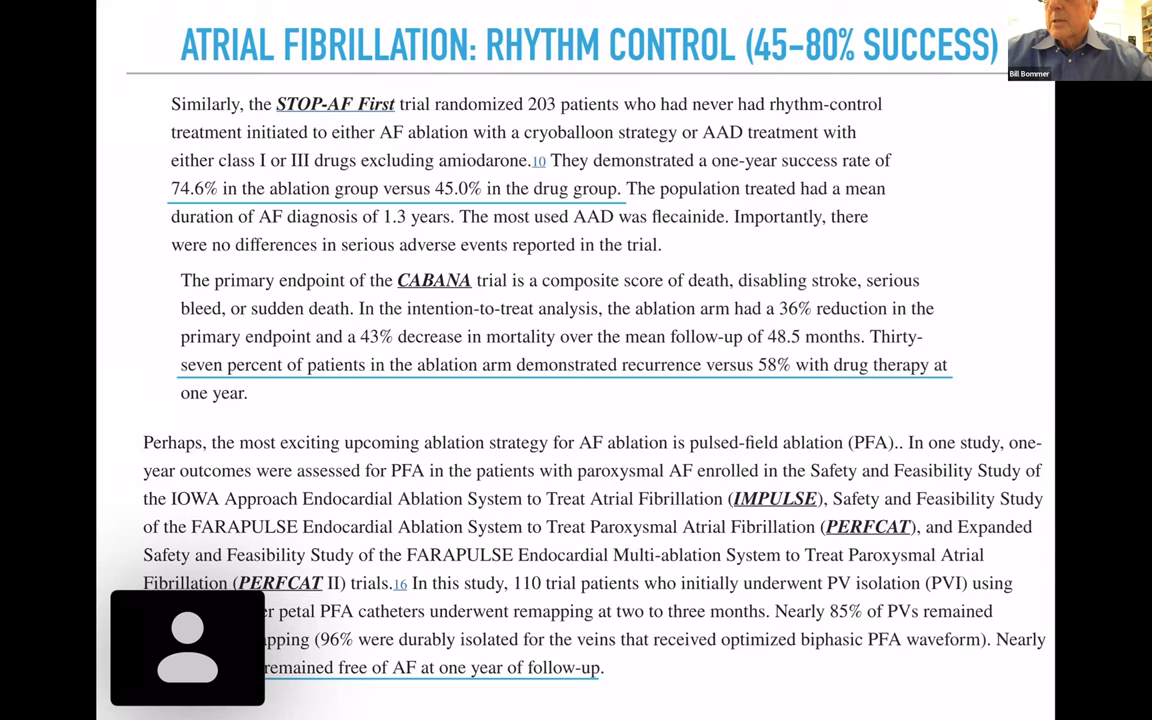 ATRIAL FIBRILLATION: RHYTHM CONTROL (45-80% SUCCESS)
Bill Bommer
Similarly, the STOP-AF First trial randomized 203 patients who had never had rhythm-control
treatment initiated to either AF ablation with a cryoballoon strategy or AAD treatment with
either class I or III drugs excluding amiodarone.10 They demonstrated a one-year success rate of
74.6% in the ablation group versus 45.0% in the drug group. The population treated had a mean
duration of AF diagnosis of 1.3 years. The most used AAD was flecainide. Importantly, there
were no differences in serious adverse events reported in the trial.
The primary endpoint of the CABANA trial is a composite score of death, disabling stroke, serious
bleed, or sudden death. In the intention-to-treat analysis, the ablation arm had a 36% reduction in the
primary endpoint and a 43% decrease in mortality over the mean follow-up of 48.5 months. Thirty-
seven percent of patients in the ablation arm demonstrated recurrence versus 58% with drug therapy at
one year.
Perhaps, the most exciting upcoming ablation strategy for AF ablation is pulsed-field ablation (PFA).. In one study, one-
year outcomes were assessed for PFA in the patients with paroxysmal AF enrolled in the Safety and Feasibility Study of
the IOWA Approach Endocardial Ablation System to Treat Atrial Fibrillation (IMPULSE), Safety and Feasibility Study
of the FARAPULSE Endocardial Ablation System to Treat Paroxysmal Atrial Fibrillation (PERFCAT), and Expanded
Safety and Feasibility Study of the FARAPULSE Endocardial Multi-ablation System to Treat Paroxysmal Atrial
Fibrillation (PERFCAT II) trials.16 In this study, 110 trial patients who initially underwent PV isolation (PVI) using
petal PFA catheters underwent remapping at two to three months. Nearly 85% of PVs remained
(96% were durably isolated for the veins that received optimized biphasic PFA waveform). Nearly
remained free of AF at one year of follow-up.